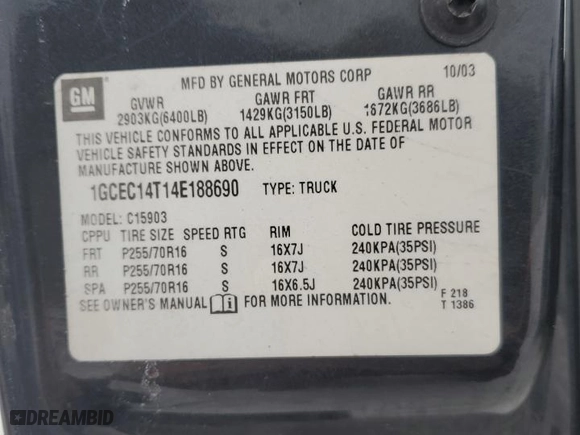 MFD BY GENERAL MOTORS CORP 10/03
GM
GVWR GAWR FRT GAWR RR
2903KG(6400LB) 1429KG(3150LB) 1672KG(3686LB)
THIS VEHICLE CONFORMS TO ALL APPLICABLE U.S. FEDERAL MOTOR
VEHICLE SAFETY STANDARDS IN EFFECT ON THE DATE OF
MANUFACTURE SHOWN ABOVE.
1GCEC14T14E188690 TYPE: TRUCK
MODEL: C15903
CPPU TIRE SIZE SPEED RTG RIM COLD TIRE PRESSURE
FRT P255/70R16 S 16X7J 240KPA(35PSI)
RR P255/70R16 S 16X7J 240KPA(35PSI)
SPA P255/70R16 S 16X6.5J 240KPA(35PSI)
SEE OWNER'S MANUAL i FOR MORE INFORMATION.
F 218
T 1386
DREAMBID